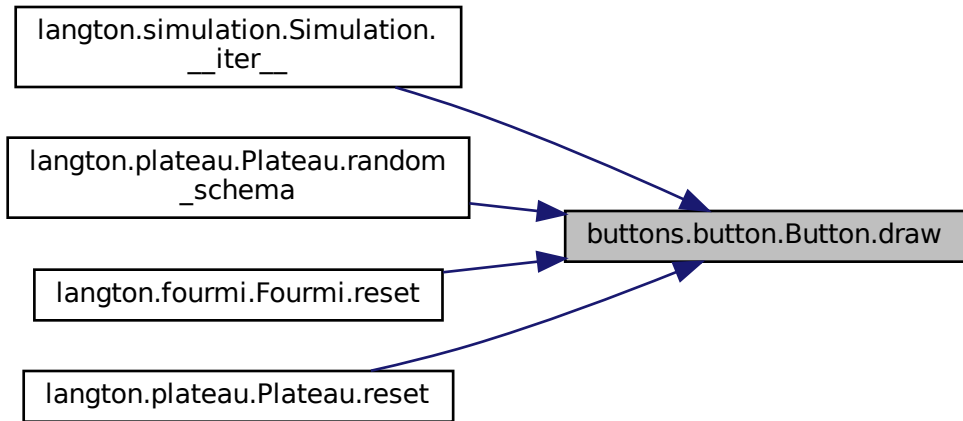 langton.simulation.Simulation.
__iter__
langton.plateau.Plateau.random
_schema
buttons.button.Button.draw
langton.fourmi.Fourmi.reset
langton.plateau.Plateau.reset